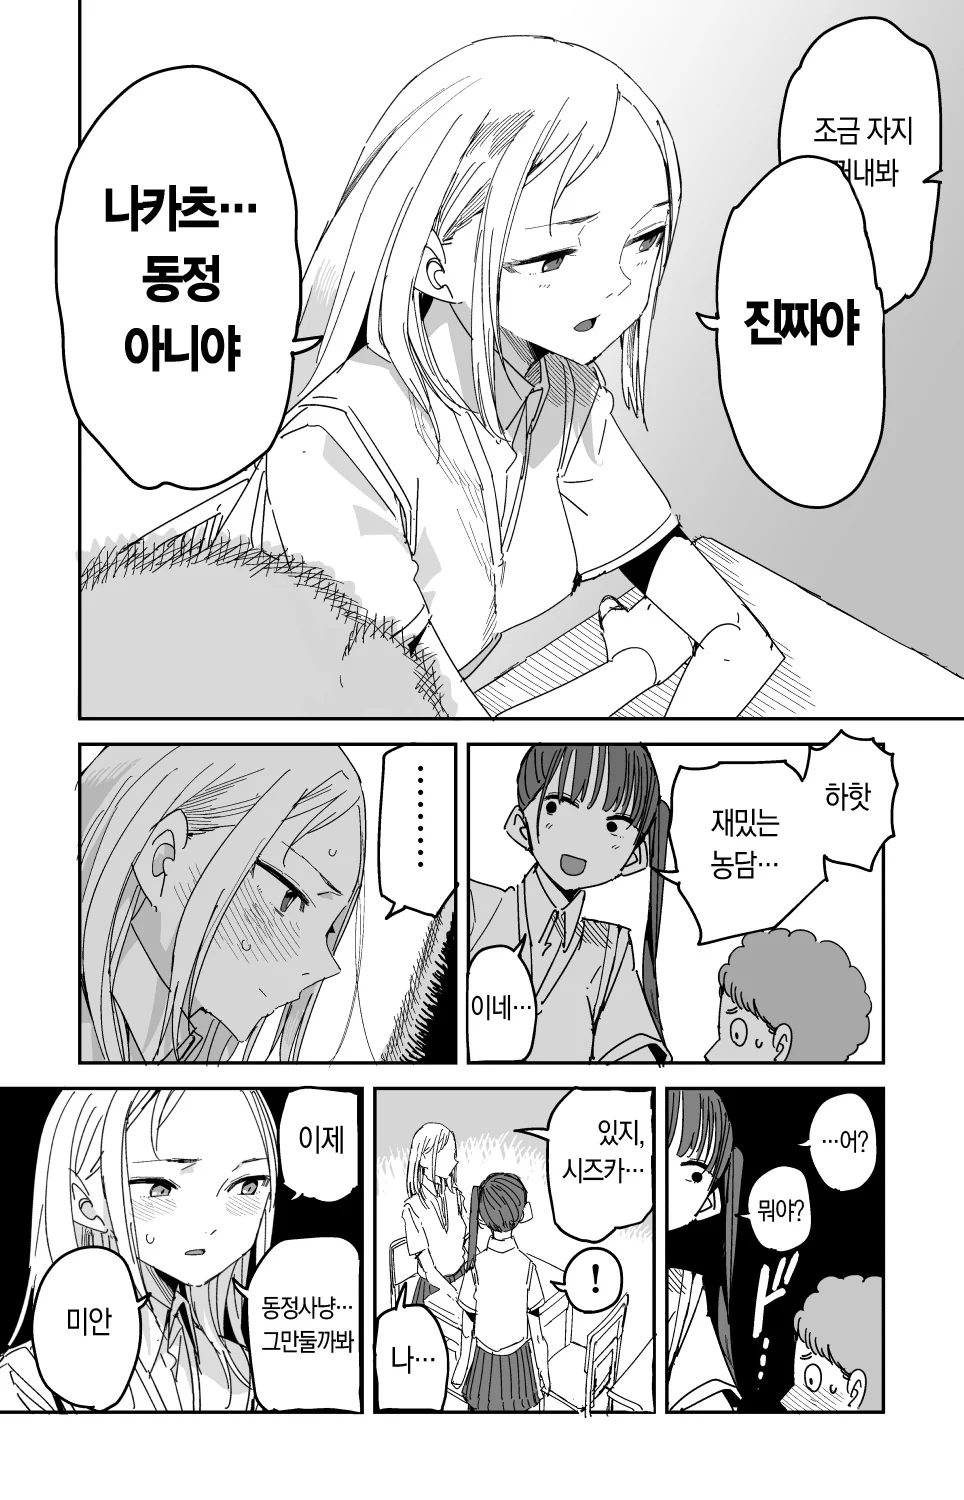 조금 자지
진짜야
나카츠…
동정
아니야
하핫
재밌는
농담…
이네…
………
…어?
뭐야?
있지,
시즈카…
!
나…
이제
동정사냥…
그만둘까봐
미안